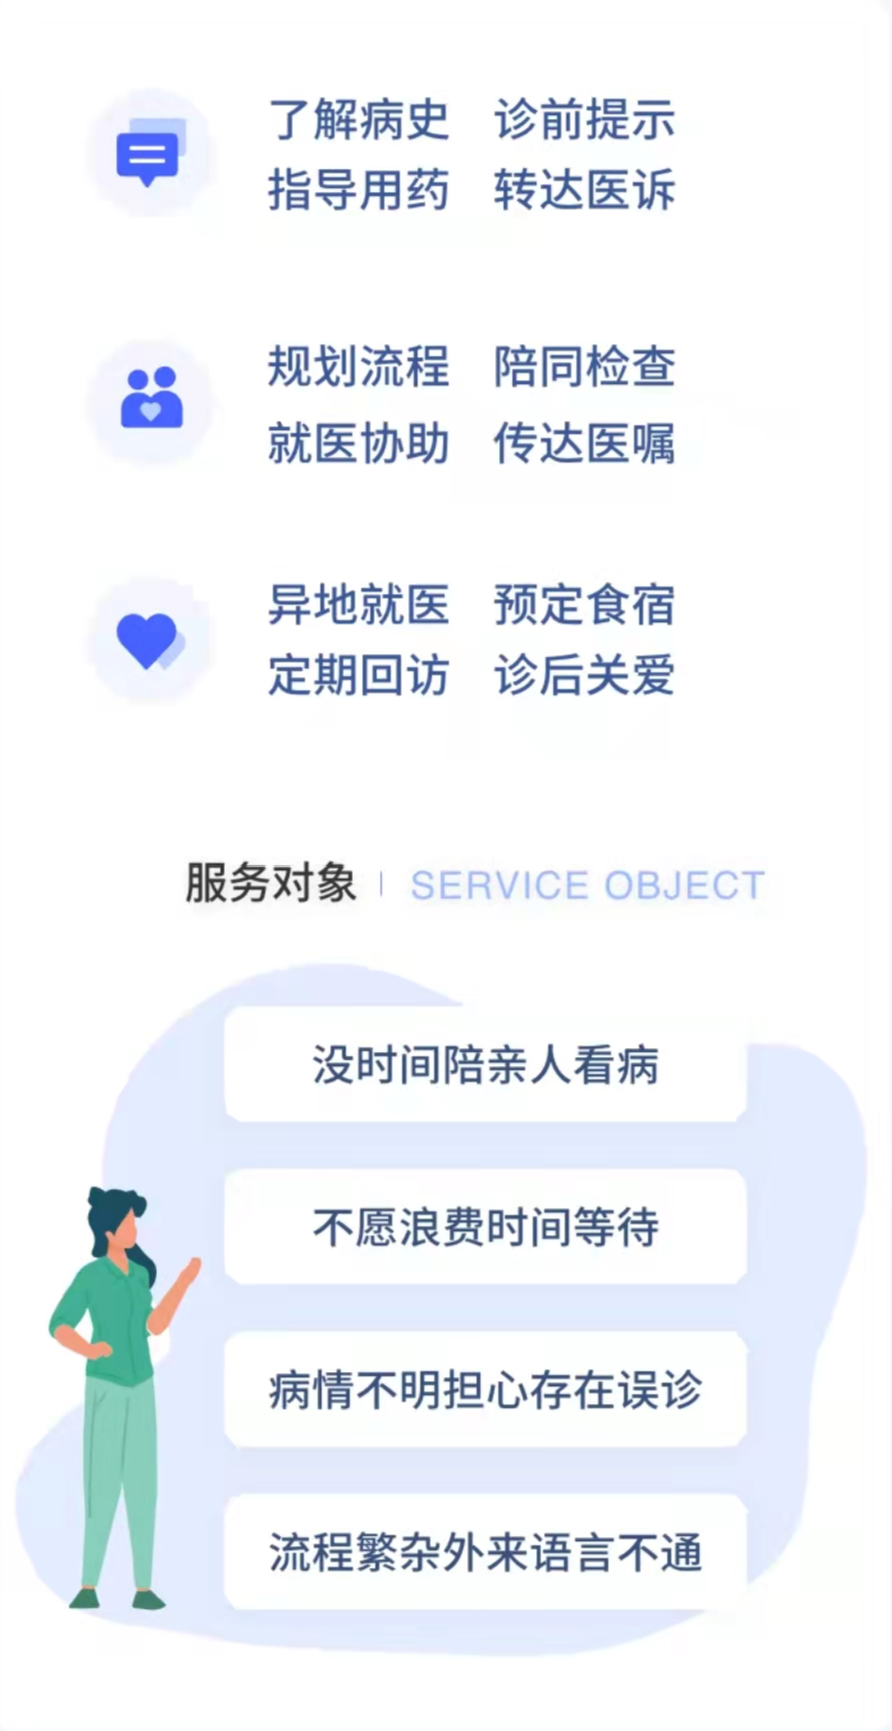 了解病史 诊前提示
指导用药 转达医诉
规划流程 陪同检查
就医协助 传达医嘱
异地就医 预定食宿
定期回访 诊后关爱
服务对象 | SERVICE OBJECT
没时间陪亲人看病
不愿浪费时间等待
病情不明担心存在误诊
流程繁杂外来语言不通